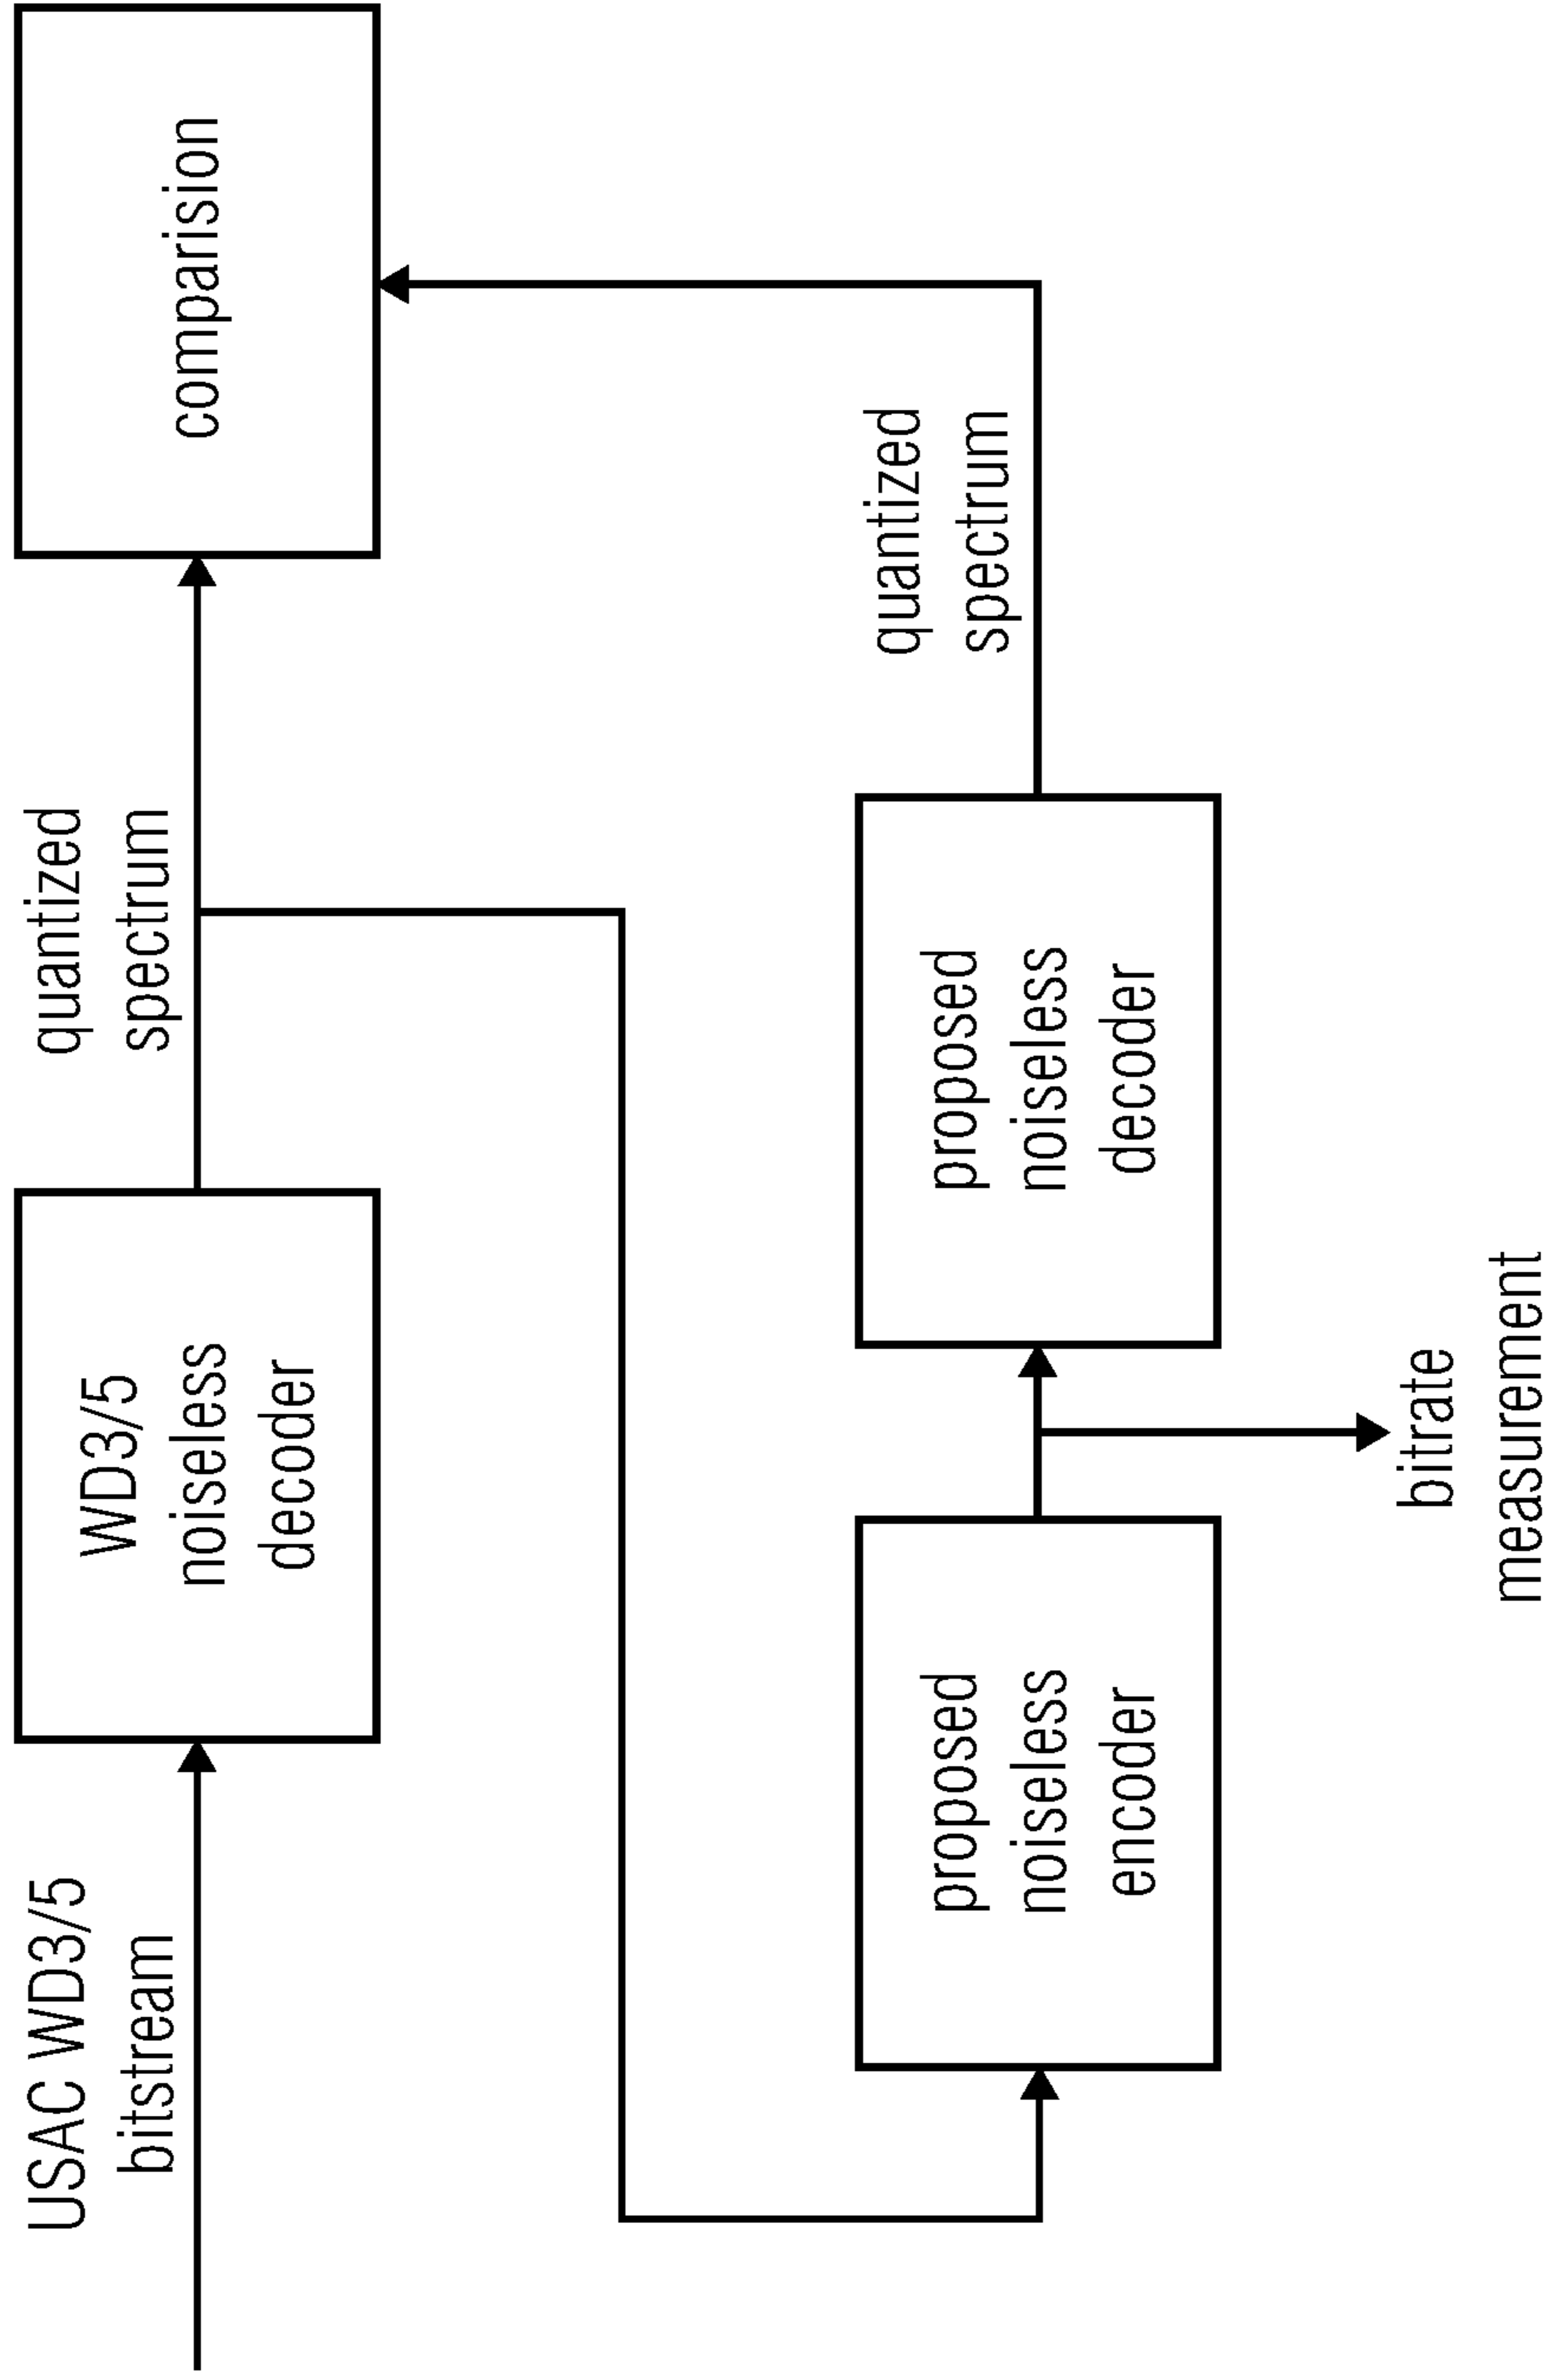 USAC WD3/5
bitstream
WD3/5
noiseless
decoder
quantized
spectrum
comparision
proposed
noiseless
encoder
bitrate
measurement
proposed
noiseless
decoder
quantized
spectrum